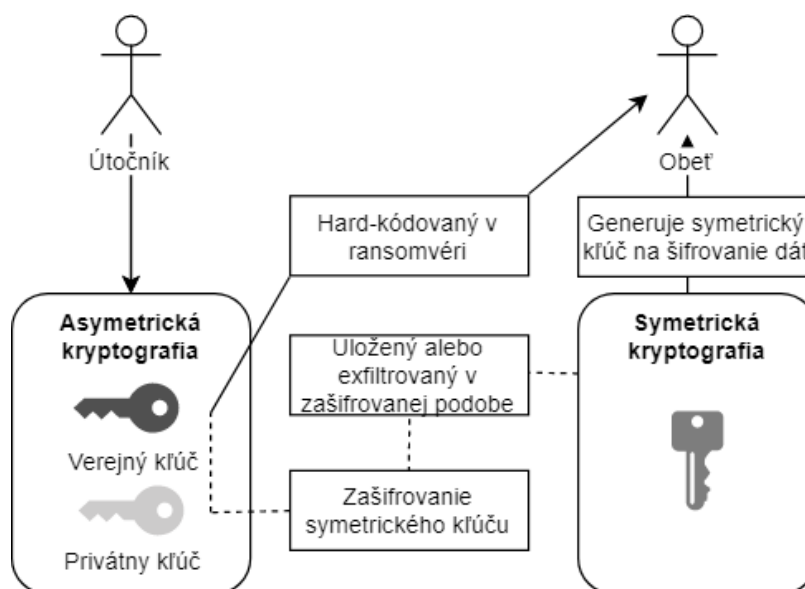 Útočník
Obeť
Hard-kódovaný v
ransomvéri
Generuje symetrický
kľúč na šifrovanie dát
Asymetrická
kryptografia
Verejný kľúč
Privátny kľúč
Uložený alebo
exfiltrovaný v
zašifrovanej podobe
Zašifrovanie
symetrického kľúču
Symetrická
kryptografia